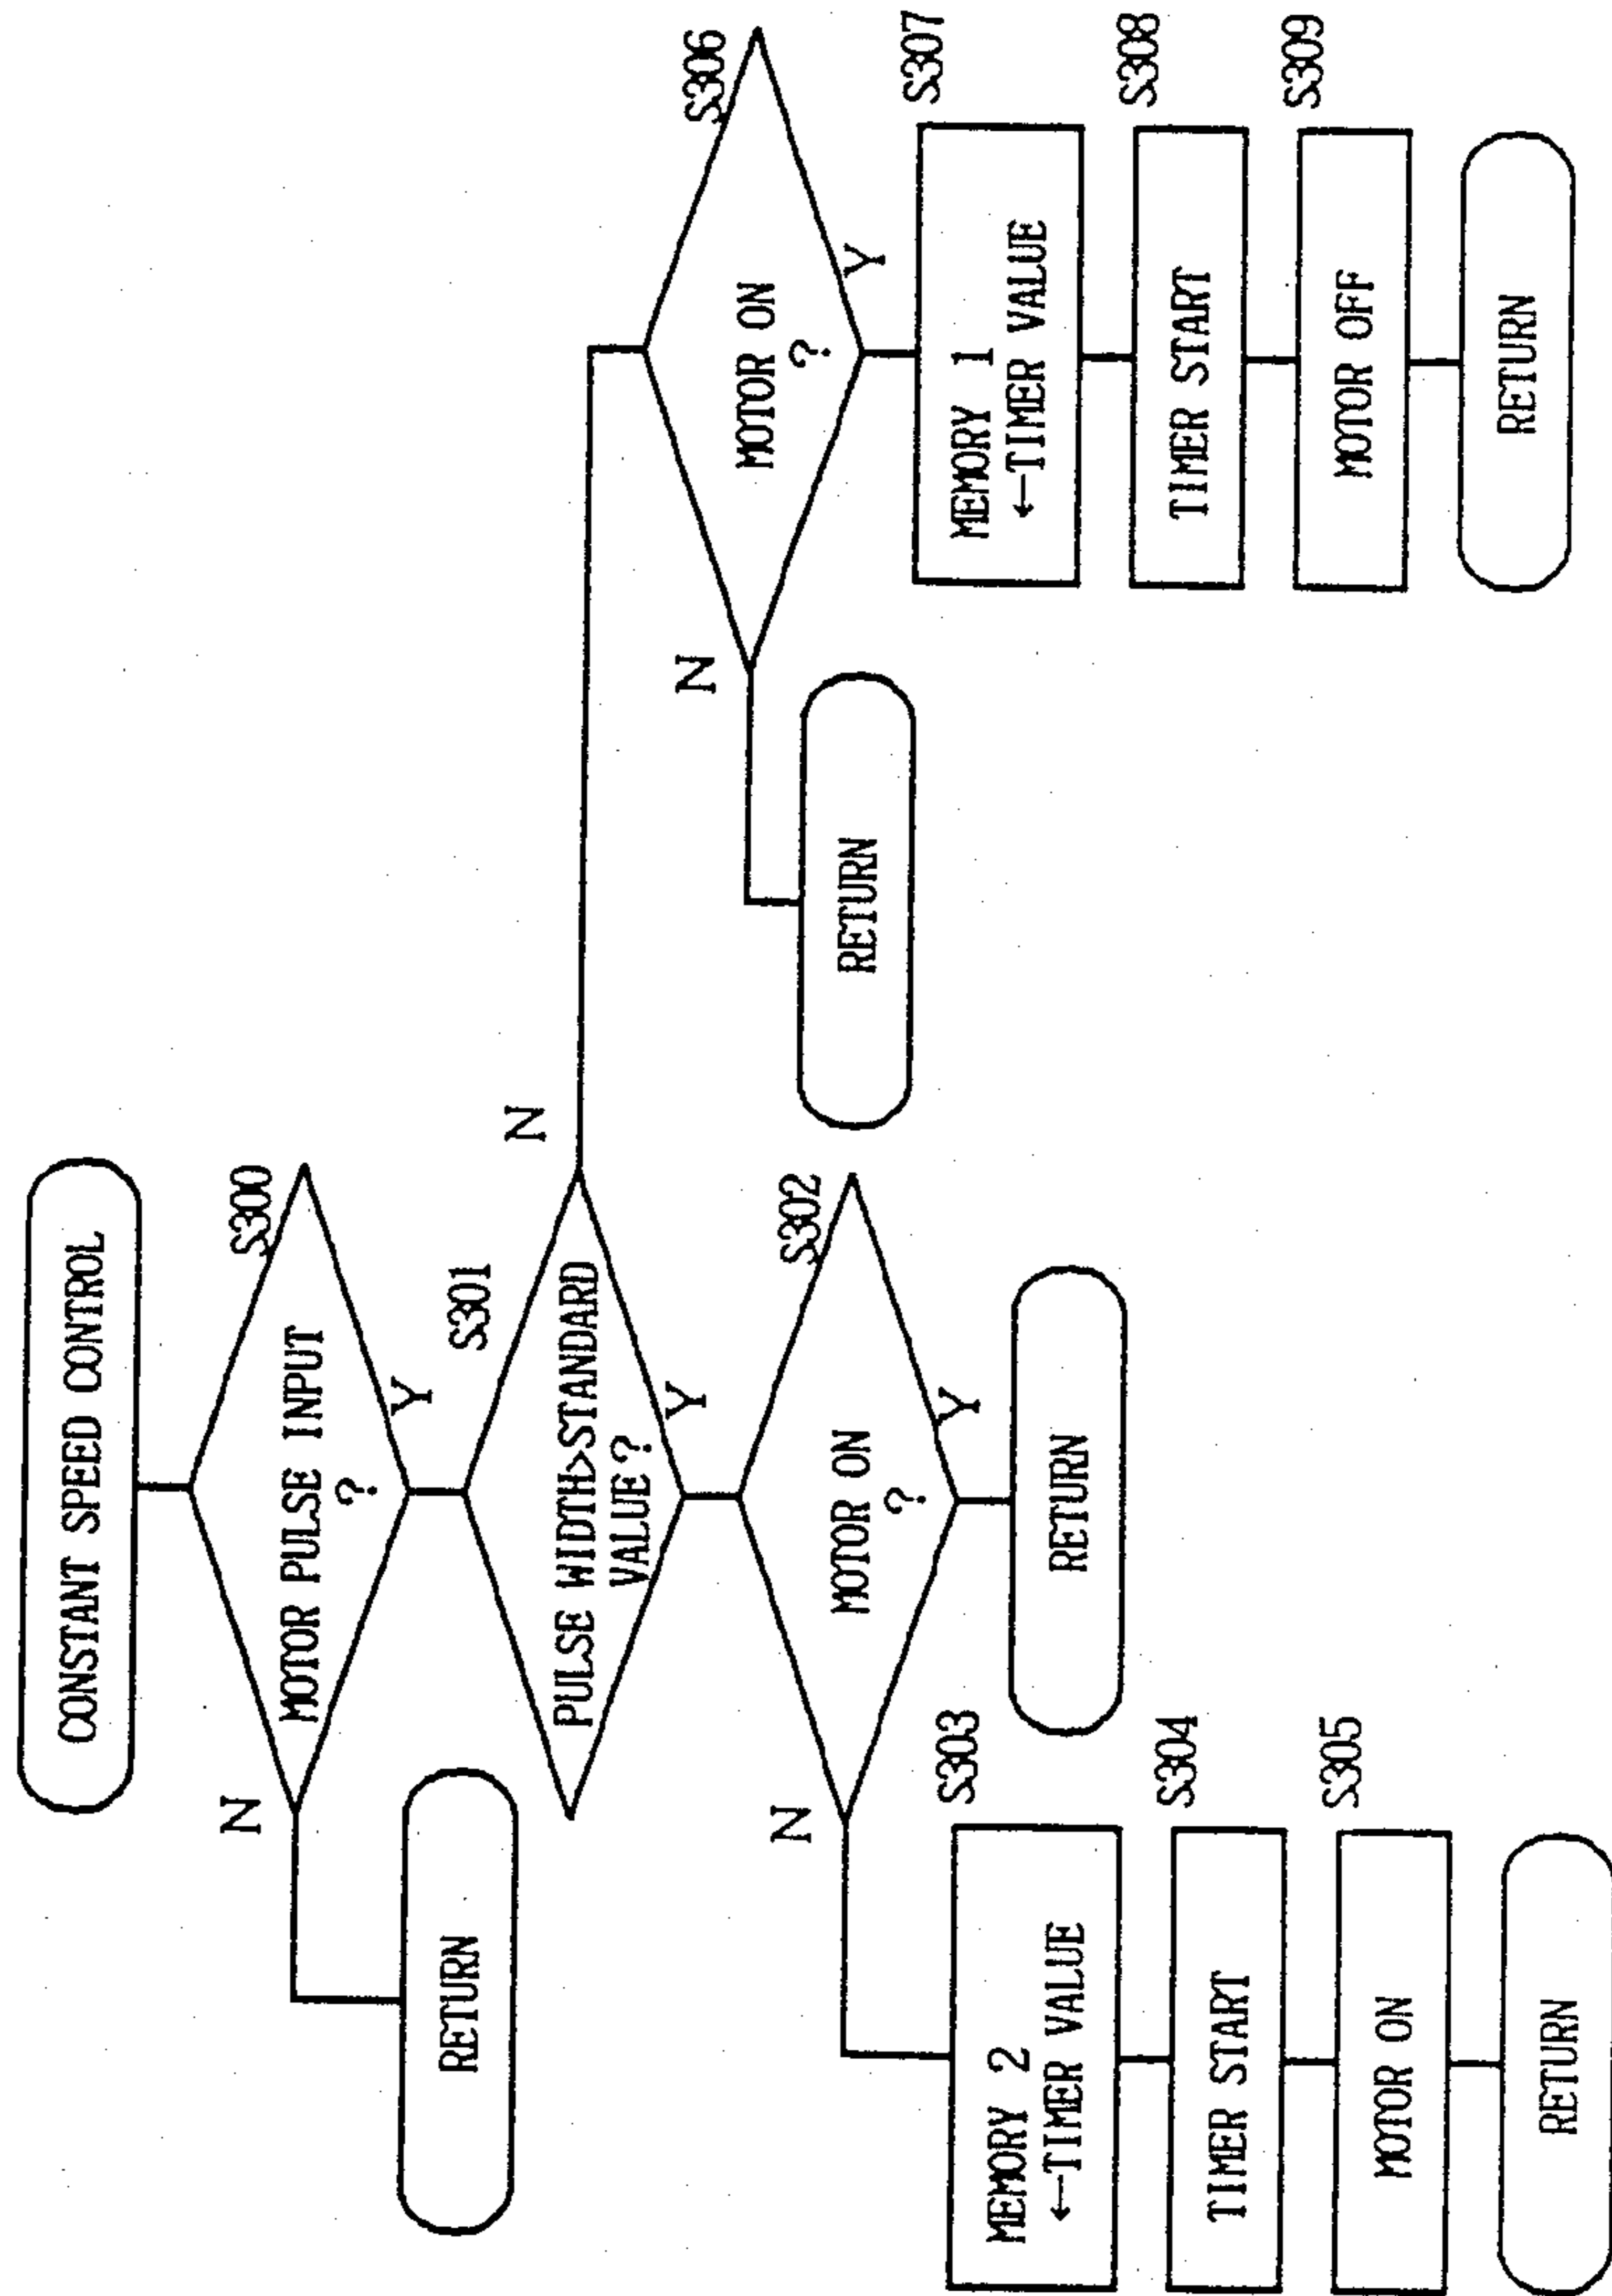 CONSTANT SPEED CONTROL
S300
MOTOR PULSE INPUT
?
N
Y
RETURN
S301
PULSE WIDTH>STANDARD
VALUE?
N
Y
S302
MOTOR ON
?
N
Y
RETURN
S303
MEMORY 2
←TIMER VALUE
S304
TIMER START
S305
MOTOR ON
RETURN
S306
MOTOR ON
?
N
Y
RETURN
S307
MEMORY 1
←TIMER VALUE
S308
TIMER START
S309
MOTOR OFF
RETURN